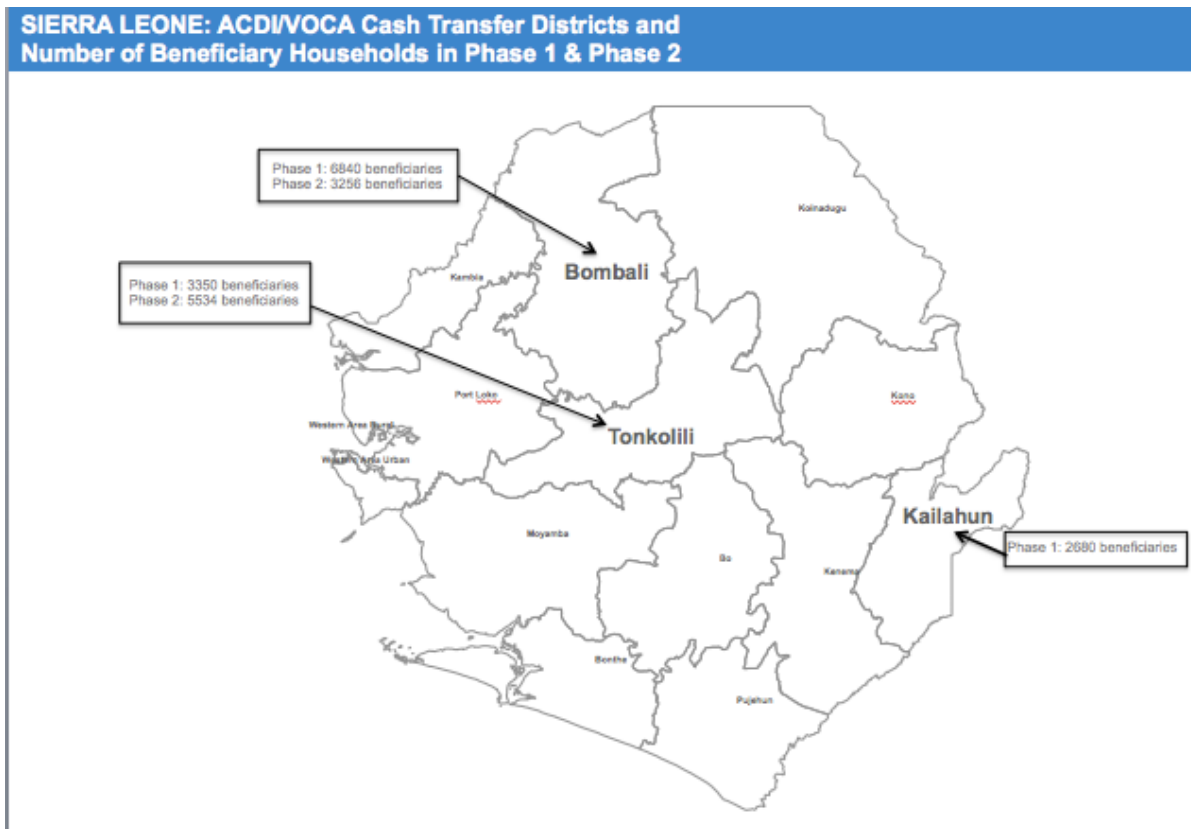 SIERRA LEONE: ACDI/VOCA Cash Transfer Districts and
Number of Beneficiary Households in Phase 1 & Phase 2
Phase 1: 6840 beneficiaries
Phase 2: 3256 beneficiaries
Koinadugu
Bombali
Kambia
Phase 1: 3350 beneficiaries
Phase 2: 5534 beneficiaries
Port Loko
Kono
Western Area Rural
Tonkolili
Western Area Urban
Kailahun
Moyamba
Phase 1: 2680 beneficiaries
Bo
Kenema
Bonthe
Pujehun